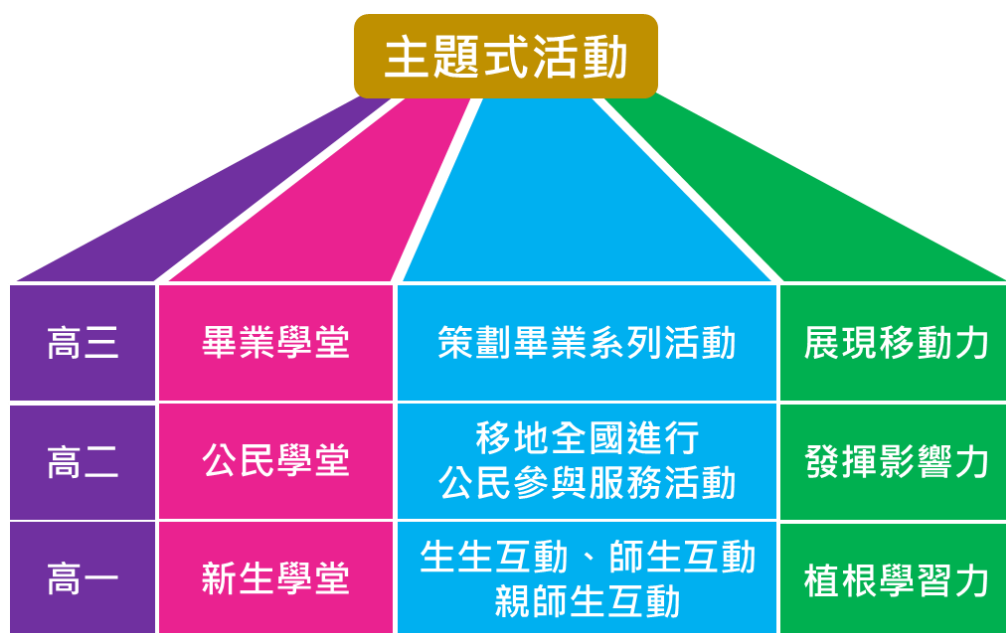 主題式活動
高三
畢業學堂
策劃畢業系列活動
展現移動力
高二
公民學堂
移地全國進行
公民參與服務活動
發揮影響力
高一
新生學堂
生生互動、師生互動
親師生互動
植根學習力